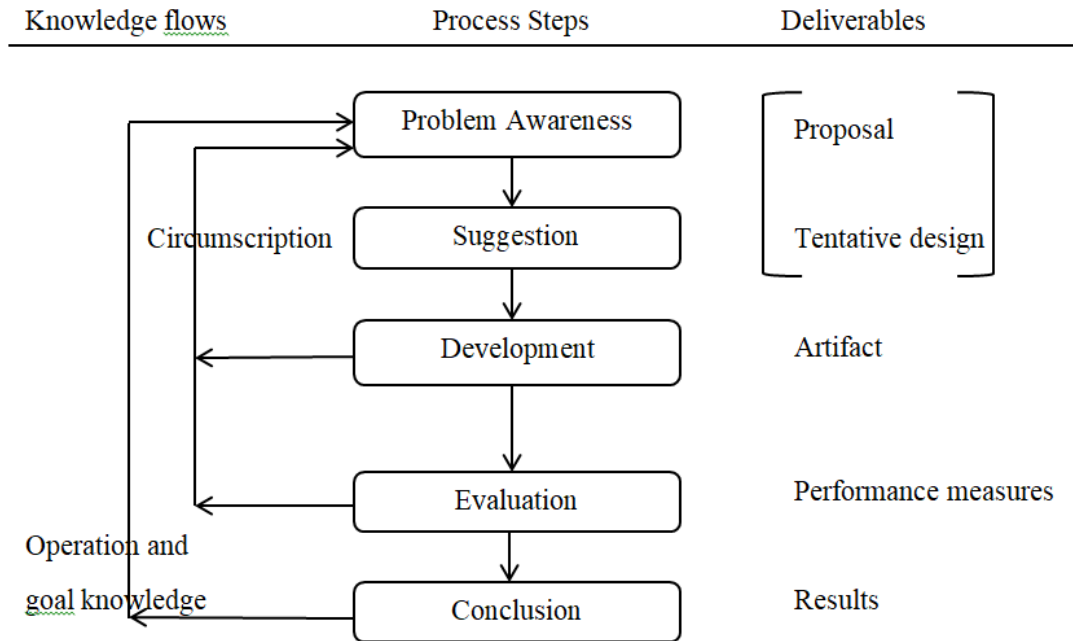 Knowledge flows
Process Steps
Deliverables
Problem Awareness
Proposal
Circumscription
Suggestion
Tentative design
Development
Artifact
Evaluation
Performance measures
Operation and
goal knowledge
Conclusion
Results